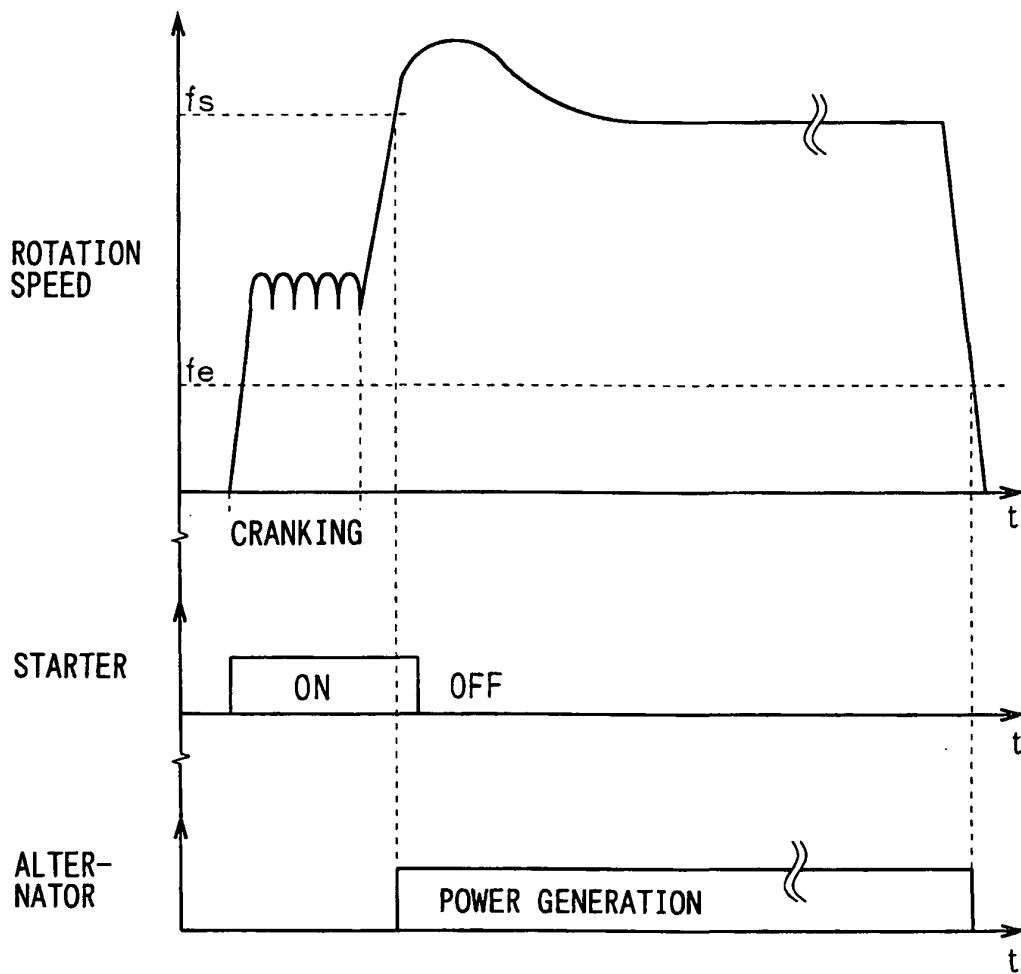 fs
ROTATION
SPEED
fe
t
CRANKING
STARTER
ON
OFF
t
ALTER-
NATOR
POWER GENERATION
t